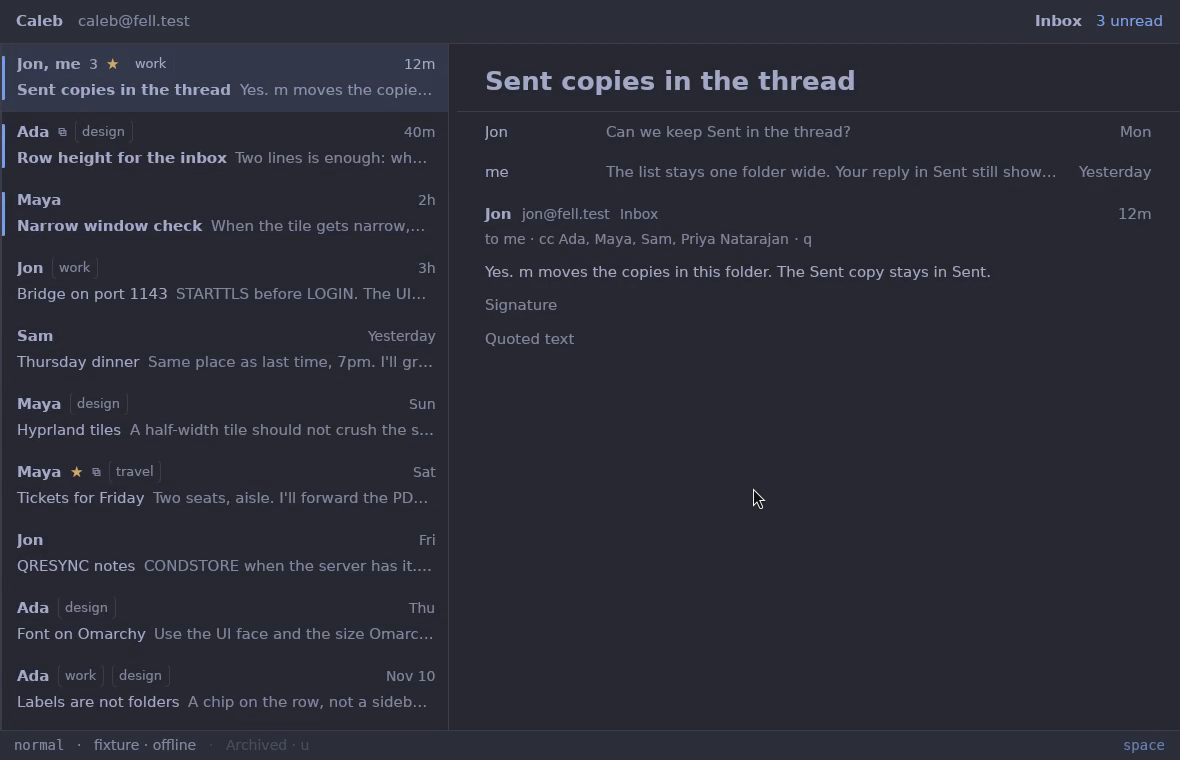 Caleb caleb@fell.test
Inbox 3 unread
Jon, me 3 ★ work 12m
Sent copies in the thread Yes. m moves the copie…
Ada design 40m
Row height for the inbox Two lines is enough: wh…
Maya 2h
Narrow window check When the tile gets narrow,…
Jon work 3h
Bridge on port 1143 STARTTLS before LOGIN. The UI…
Sam Yesterday
Thursday dinner Same place as last time, 7pm. I'll gr…
Maya design Sun
Hyprland tiles A half-width tile should not crush the s…
Maya ★ travel Sat
Tickets for Friday Two seats, aisle. I'll forward the PD…
Jon Fri
QRESYNC notes CONDSTORE when the server has it.…
Ada design Thu
Font on Omarchy Use the UI face and the size Omarc…
Ada work design Nov 10
Labels are not folders A chip on the row, not a sideb…
Sent copies in the thread
Jon Can we keep Sent in the thread? Mon
me The list stays one folder wide. Your reply in Sent still show… Yesterday
Jon jon@fell.test Inbox 12m
to me · cc Ada, Maya, Sam, Priya Natarajan · q
Yes. m moves the copies in this folder. The Sent copy stays in Sent.
Signature
Quoted text
normal · fixture · offline · Archived · u
space